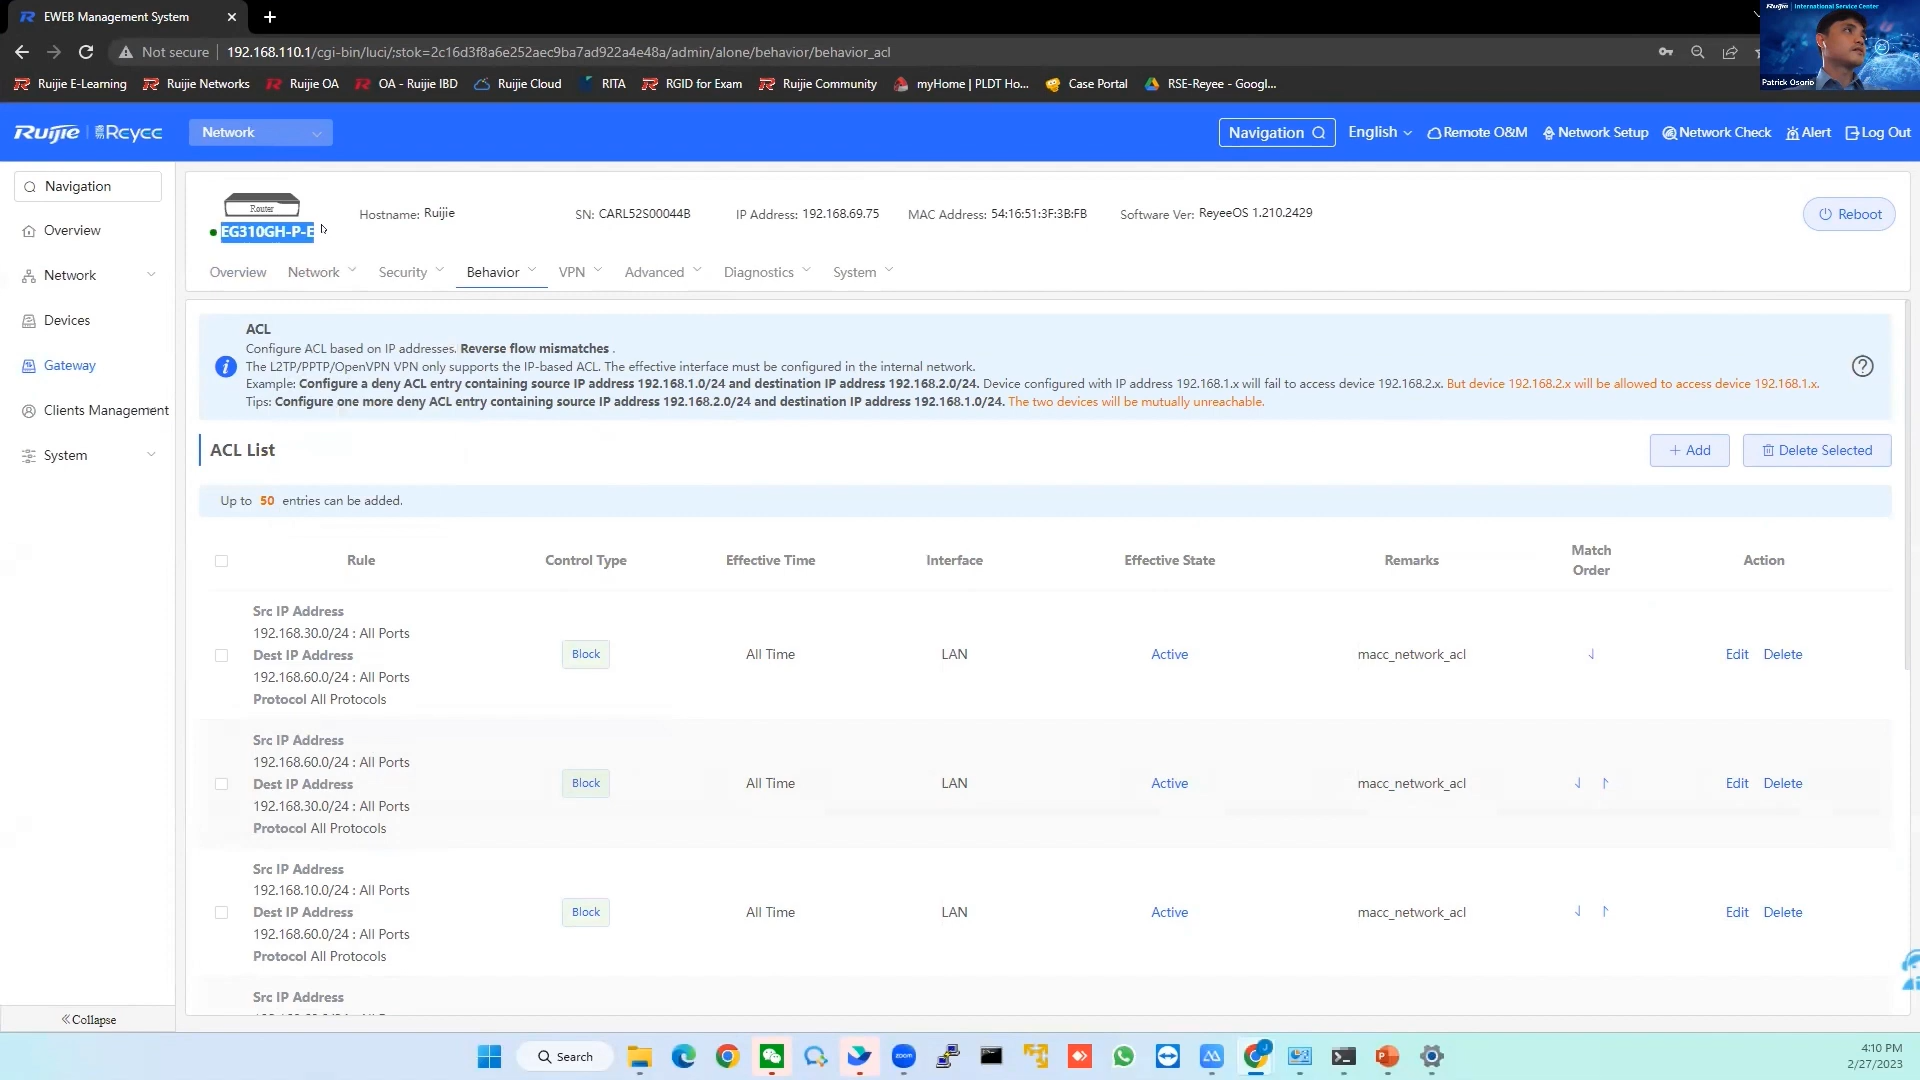 EWEB Management System
Not secure
192.168.110.1/cgi-bin/luci/;stok=2c16d3f8a6e252aec9ba7ad922a4e48a/admin/alone/behavior/behavior_acl
Ruijie | International Service Center
Patrick Osorio
Ruijie E-Learning
Ruijie Networks
Ruijie OA
OA - Ruijie IBD
Ruijie Cloud
RITA
RGID for Exam
Ruijie Community
myHome | PLDT Ho...
Case Portal
RSE-Reyee - Googl...
Ruijie | Reyee
Network
Navigation
English
Remote O&M
Network Setup
Network Check
Alert
Log Out
Navigation
Overview
Network
Devices
Gateway
Clients Management
System
Collapse
Router
EG310GH-P-E
Hostname: Ruijie
SN: CARL52S00044B
IP Address: 192.168.69.75
MAC Address: 54:16:51:3F:3B:FB
Software Ver: ReyeeOS 1.210.2429
Reboot
Overview Network Security Behavior VPN Advanced Diagnostics System
ACL
Configure ACL based on IP addresses. Reverse flow mismatches .
The L2TP/PPTP/OpenVPN VPN only supports the IP-based ACL. The effective interface must be configured in the internal network.
Example: Configure a deny ACL entry containing source IP address 192.168.1.0/24 and destination IP address 192.168.2.0/24. Device configured with IP address 192.168.1.x will fail to access device 192.168.2.x. But device 192.168.2.x will be allowed to access device 192.168.1.x.
Tips: Configure one more deny ACL entry containing source IP address 192.168.2.0/24 and destination IP address 192.168.1.0/24. The two devices will be mutually unreachable.
ACL List
+ Add
Delete Selected
Up to 50 entries can be added.
Rule Control Type Effective Time Interface Effective State Remarks Match Order Action
Src IP Address
192.168.30.0/24 : All Ports
Dest IP Address
192.168.60.0/24 : All Ports
Protocol All Protocols
Block All Time LAN Active macc_network_acl Edit Delete
Src IP Address
192.168.60.0/24 : All Ports
Dest IP Address
192.168.30.0/24 : All Ports
Protocol All Protocols
Block All Time LAN Active macc_network_acl Edit Delete
Src IP Address
192.168.10.0/24 : All Ports
Dest IP Address
192.168.60.0/24 : All Ports
Protocol All Protocols
Block All Time LAN Active macc_network_acl Edit Delete
Src IP Address
Search
zoom
4:10 PM
2/27/2023